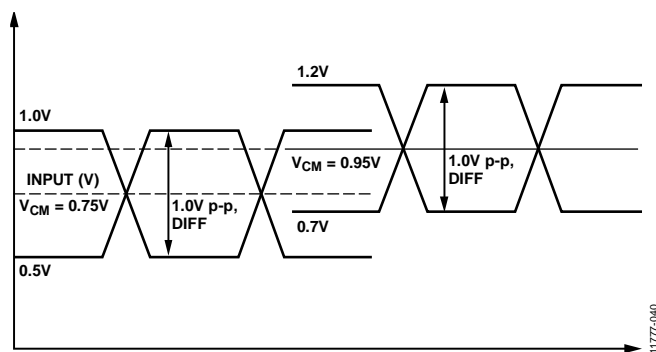 1.2V
1.0V
INPUT (V)
V_CM = 0.75V
1.0V p-p,
DIFF
V_CM = 0.95V
1.0V p-p,
DIFF
0.7V
0.5V
11777-040